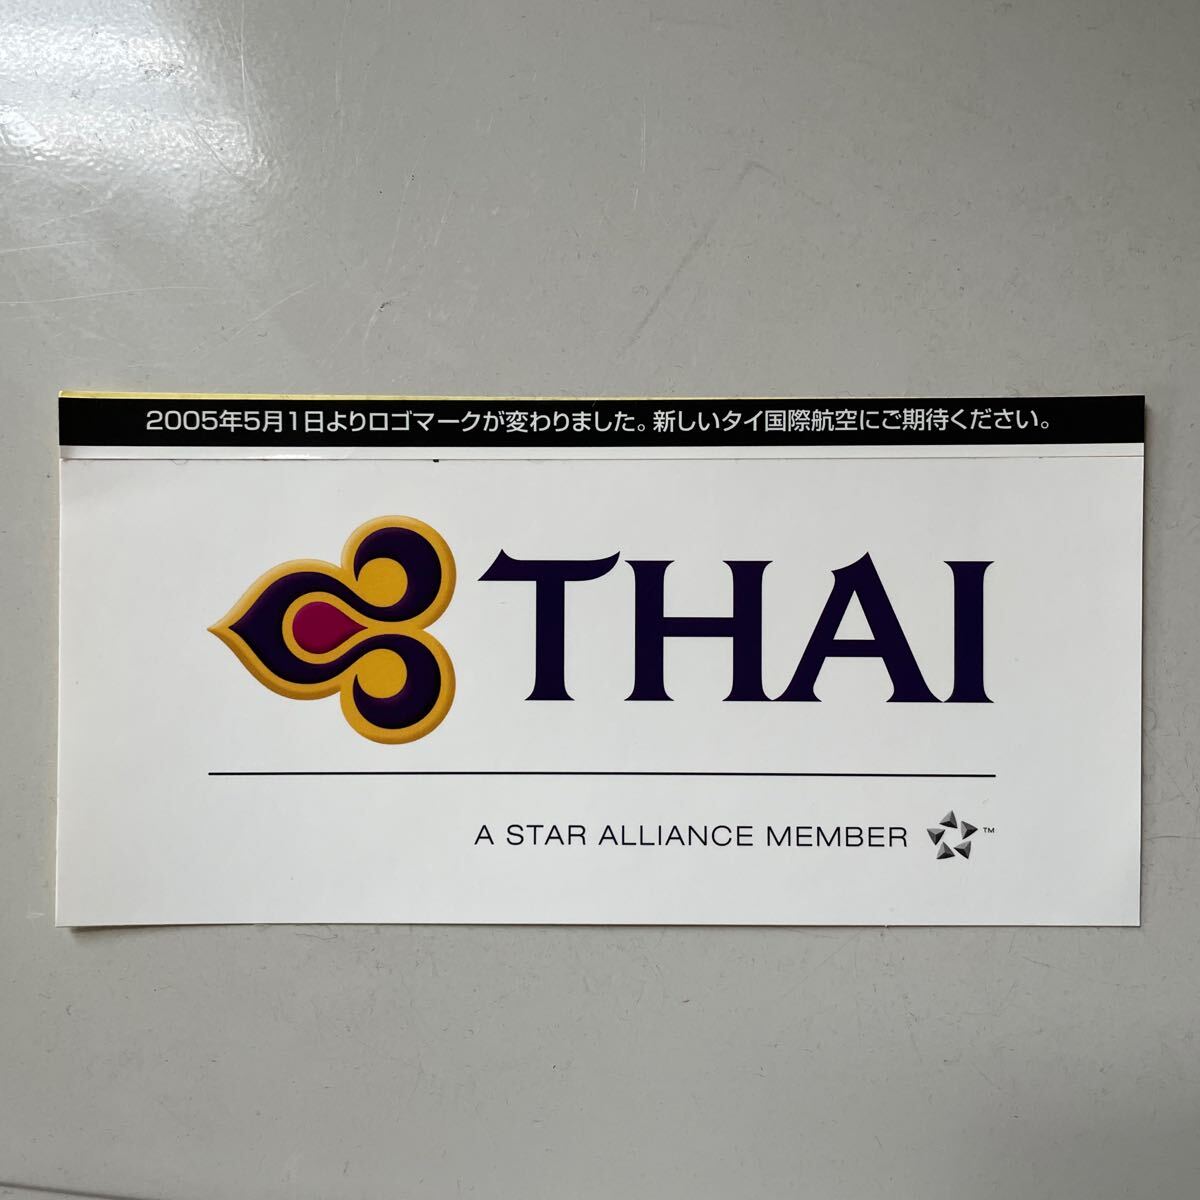 2005年5月1日よりロゴマークが変わりました。新しいタイ国際航空にご期待ください。
THAI
A STAR ALLIANCE MEMBER ™